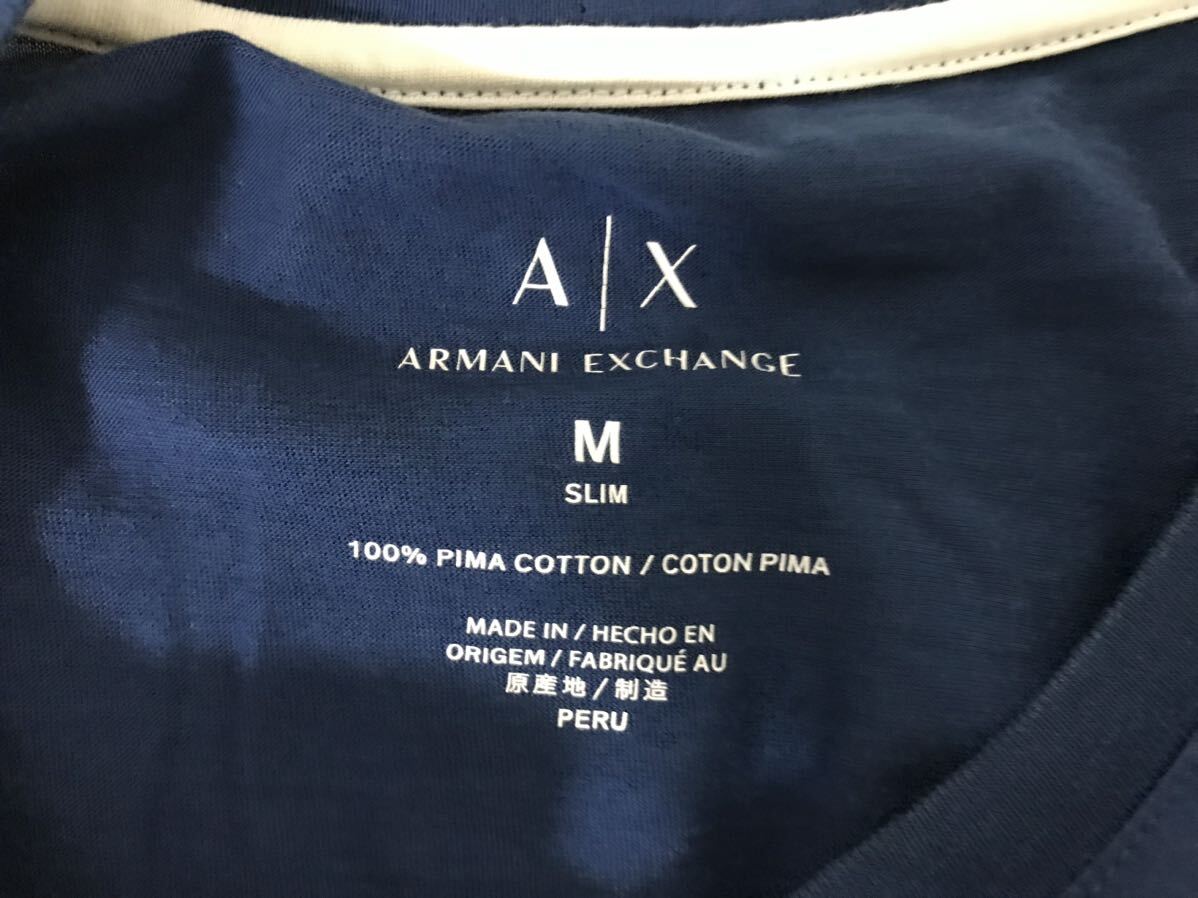 A|X
ARMANI EXCHANGE
M
SLIM
100% PIMA COTTON / COTON PIMA
MADE IN / HECHO EN
ORIGEM / FABRIQUÉ AU
原産地 / 制造
PERU